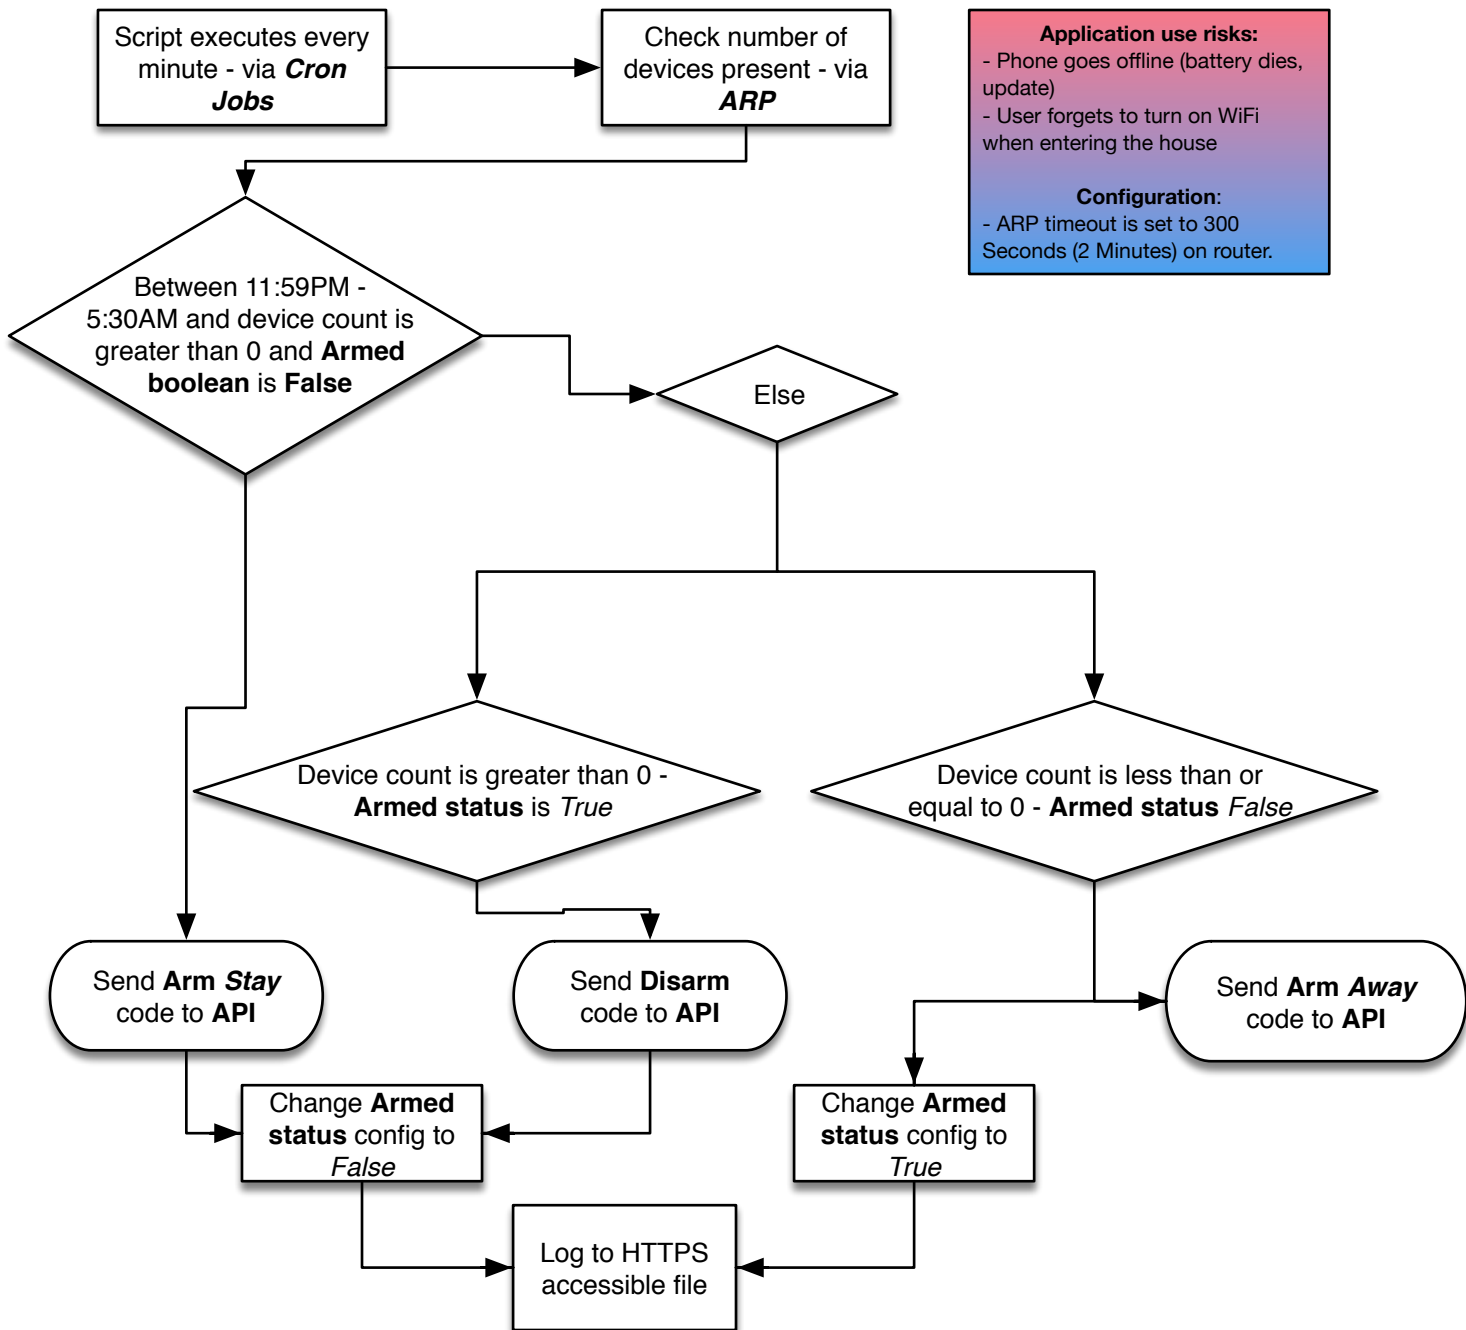 Script executes every
minute - via Cron
Jobs
Check number of
devices present - via
ARP
Application use risks:
- Phone goes offline (battery dies,
update)
- User forgets to turn on WiFi
when entering the house
Configuration:
- ARP timeout is set to 300
Seconds (2 Minutes) on router.
Between 11:59PM -
5:30AM and device count is
greater than 0 and Armed
boolean is False
Else
Device count is greater than 0 -
Armed status is True
Device count is less than or
equal to 0 - Armed status False
Send Arm Stay
code to API
Send Disarm
code to API
Send Arm Away
code to API
Change Armed
status config to
False
Change Armed
status config to
True
Log to HTTPS
accessible file